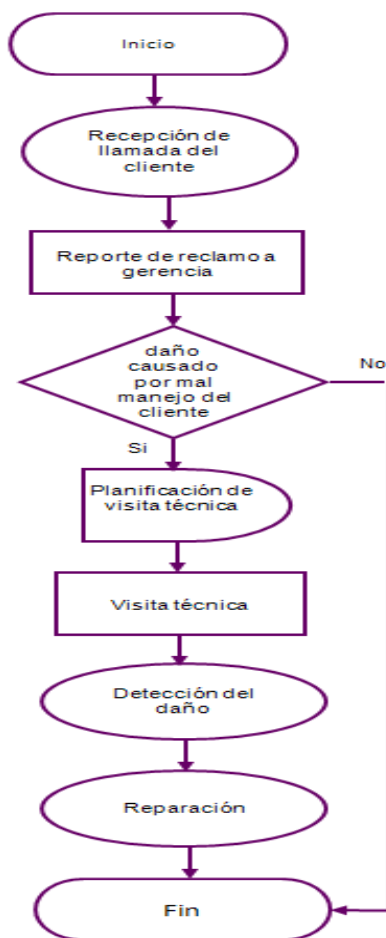 Inicio
Recepción de
llamada del
cliente
Reporte de reclamo a
gerencia
daño
causado
por mal
manejo del
cliente
No
Si
Planificación de
visita técnica
Visita técnica
Detección del
daño
Reparación
Fin